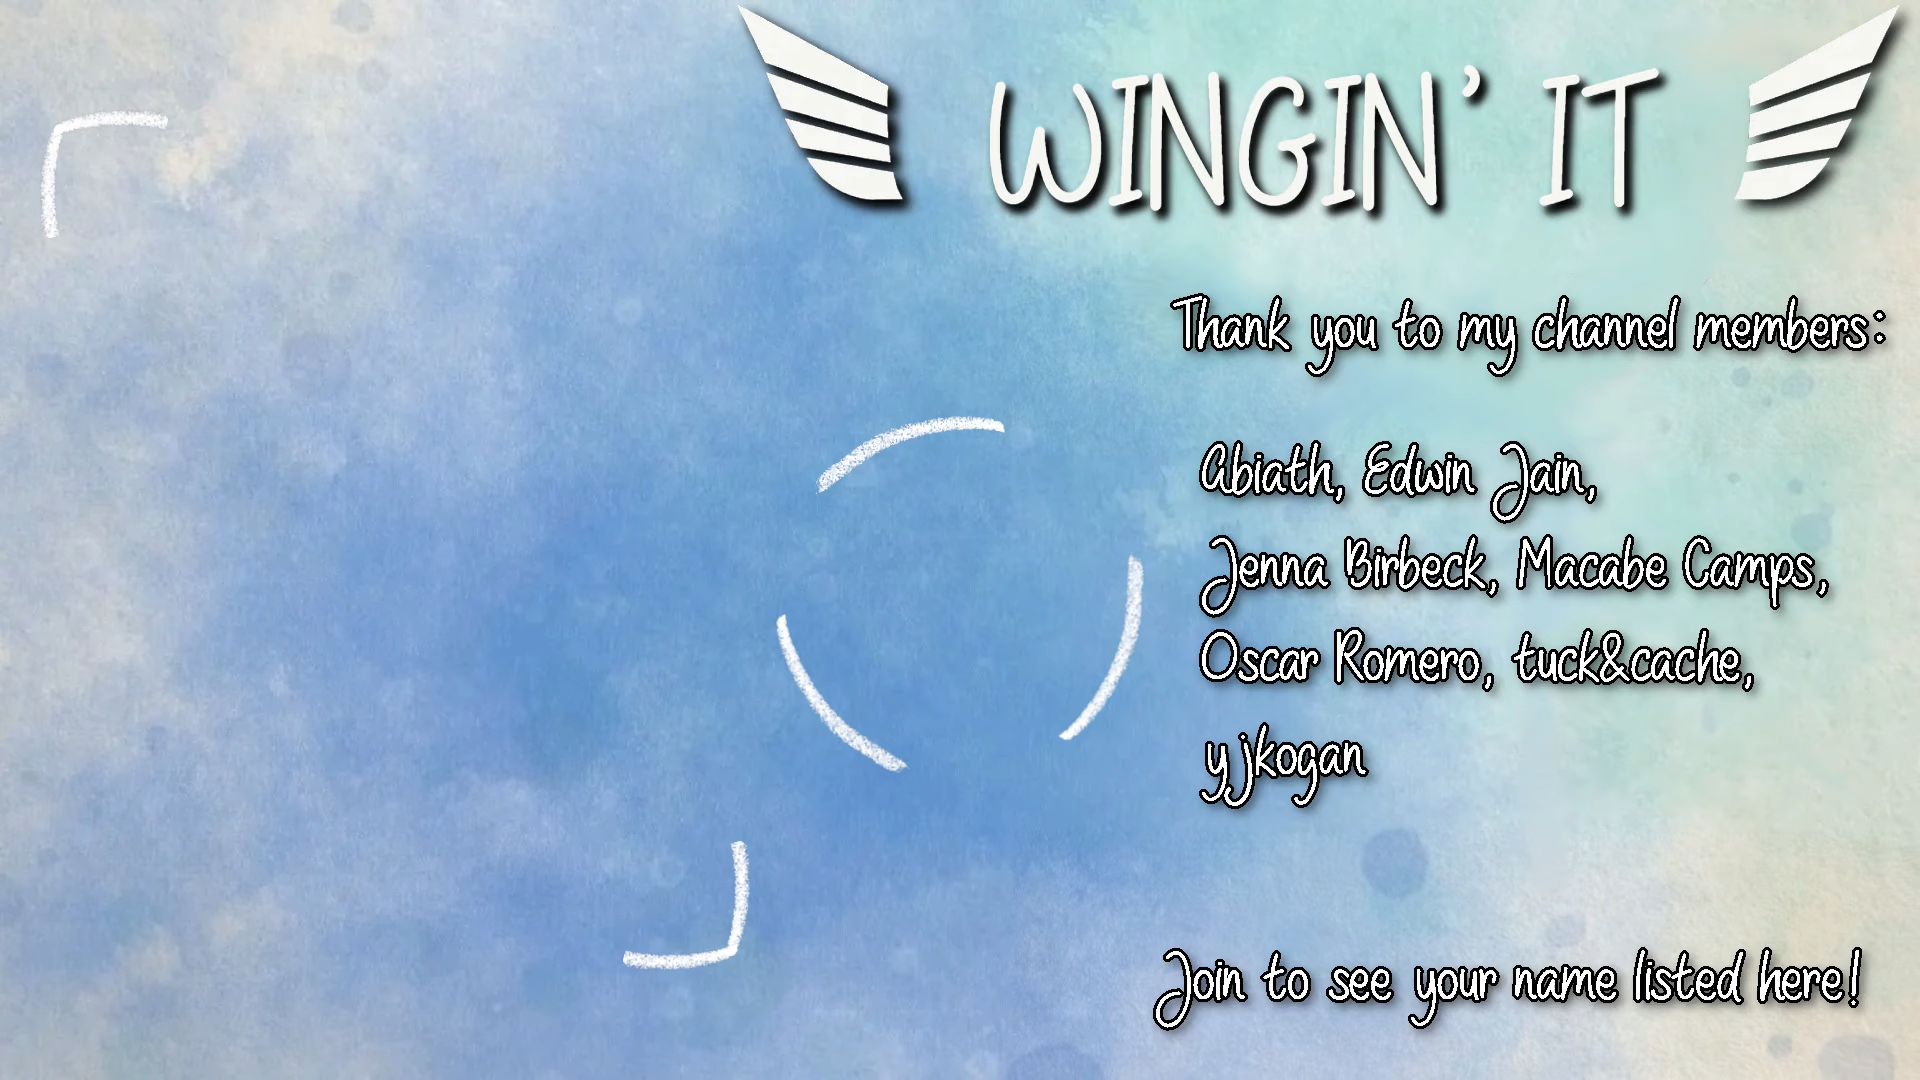 WINGIN' IT
Thank you to my channel members:
Abiath, Edwin Jain,
Jenna Birbeck, Macabe Camps,
Oscar Romero, tuck&cache,
yjkogan
Join to see your name listed here!